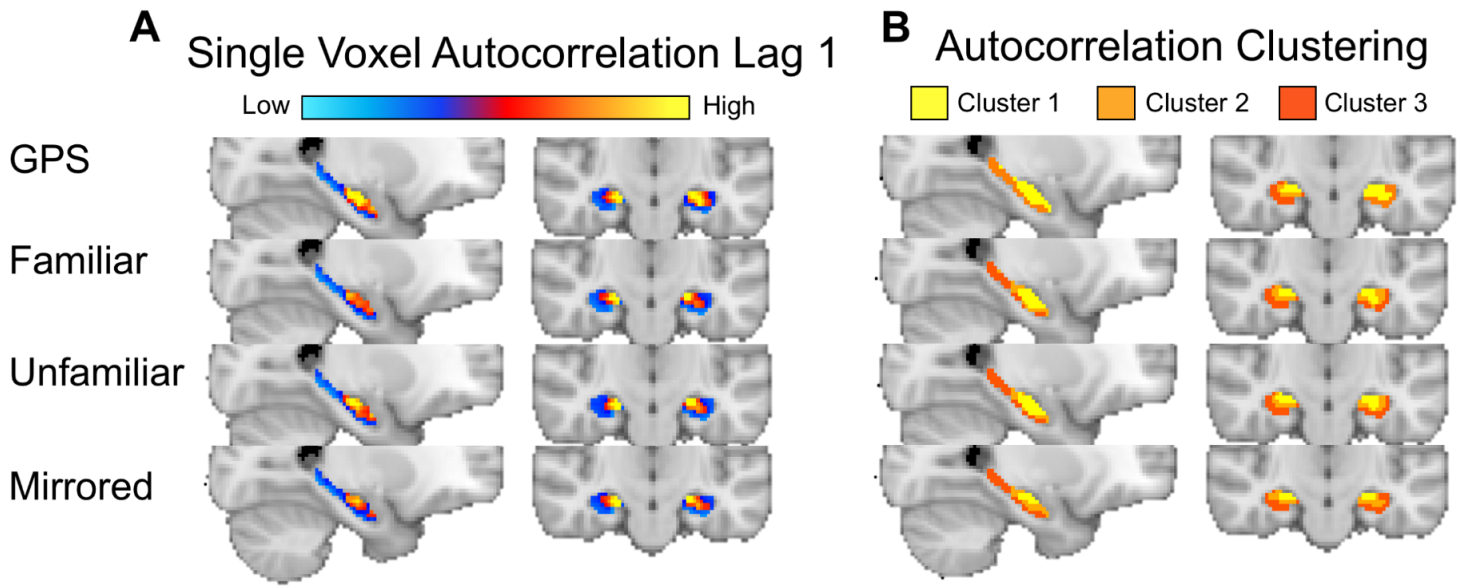 A
Single Voxel Autocorrelation Lag 1
Low
High
B
Autocorrelation Clustering
Cluster 1
Cluster 2
Cluster 3
GPS
Familiar
Unfamiliar
Mirrored